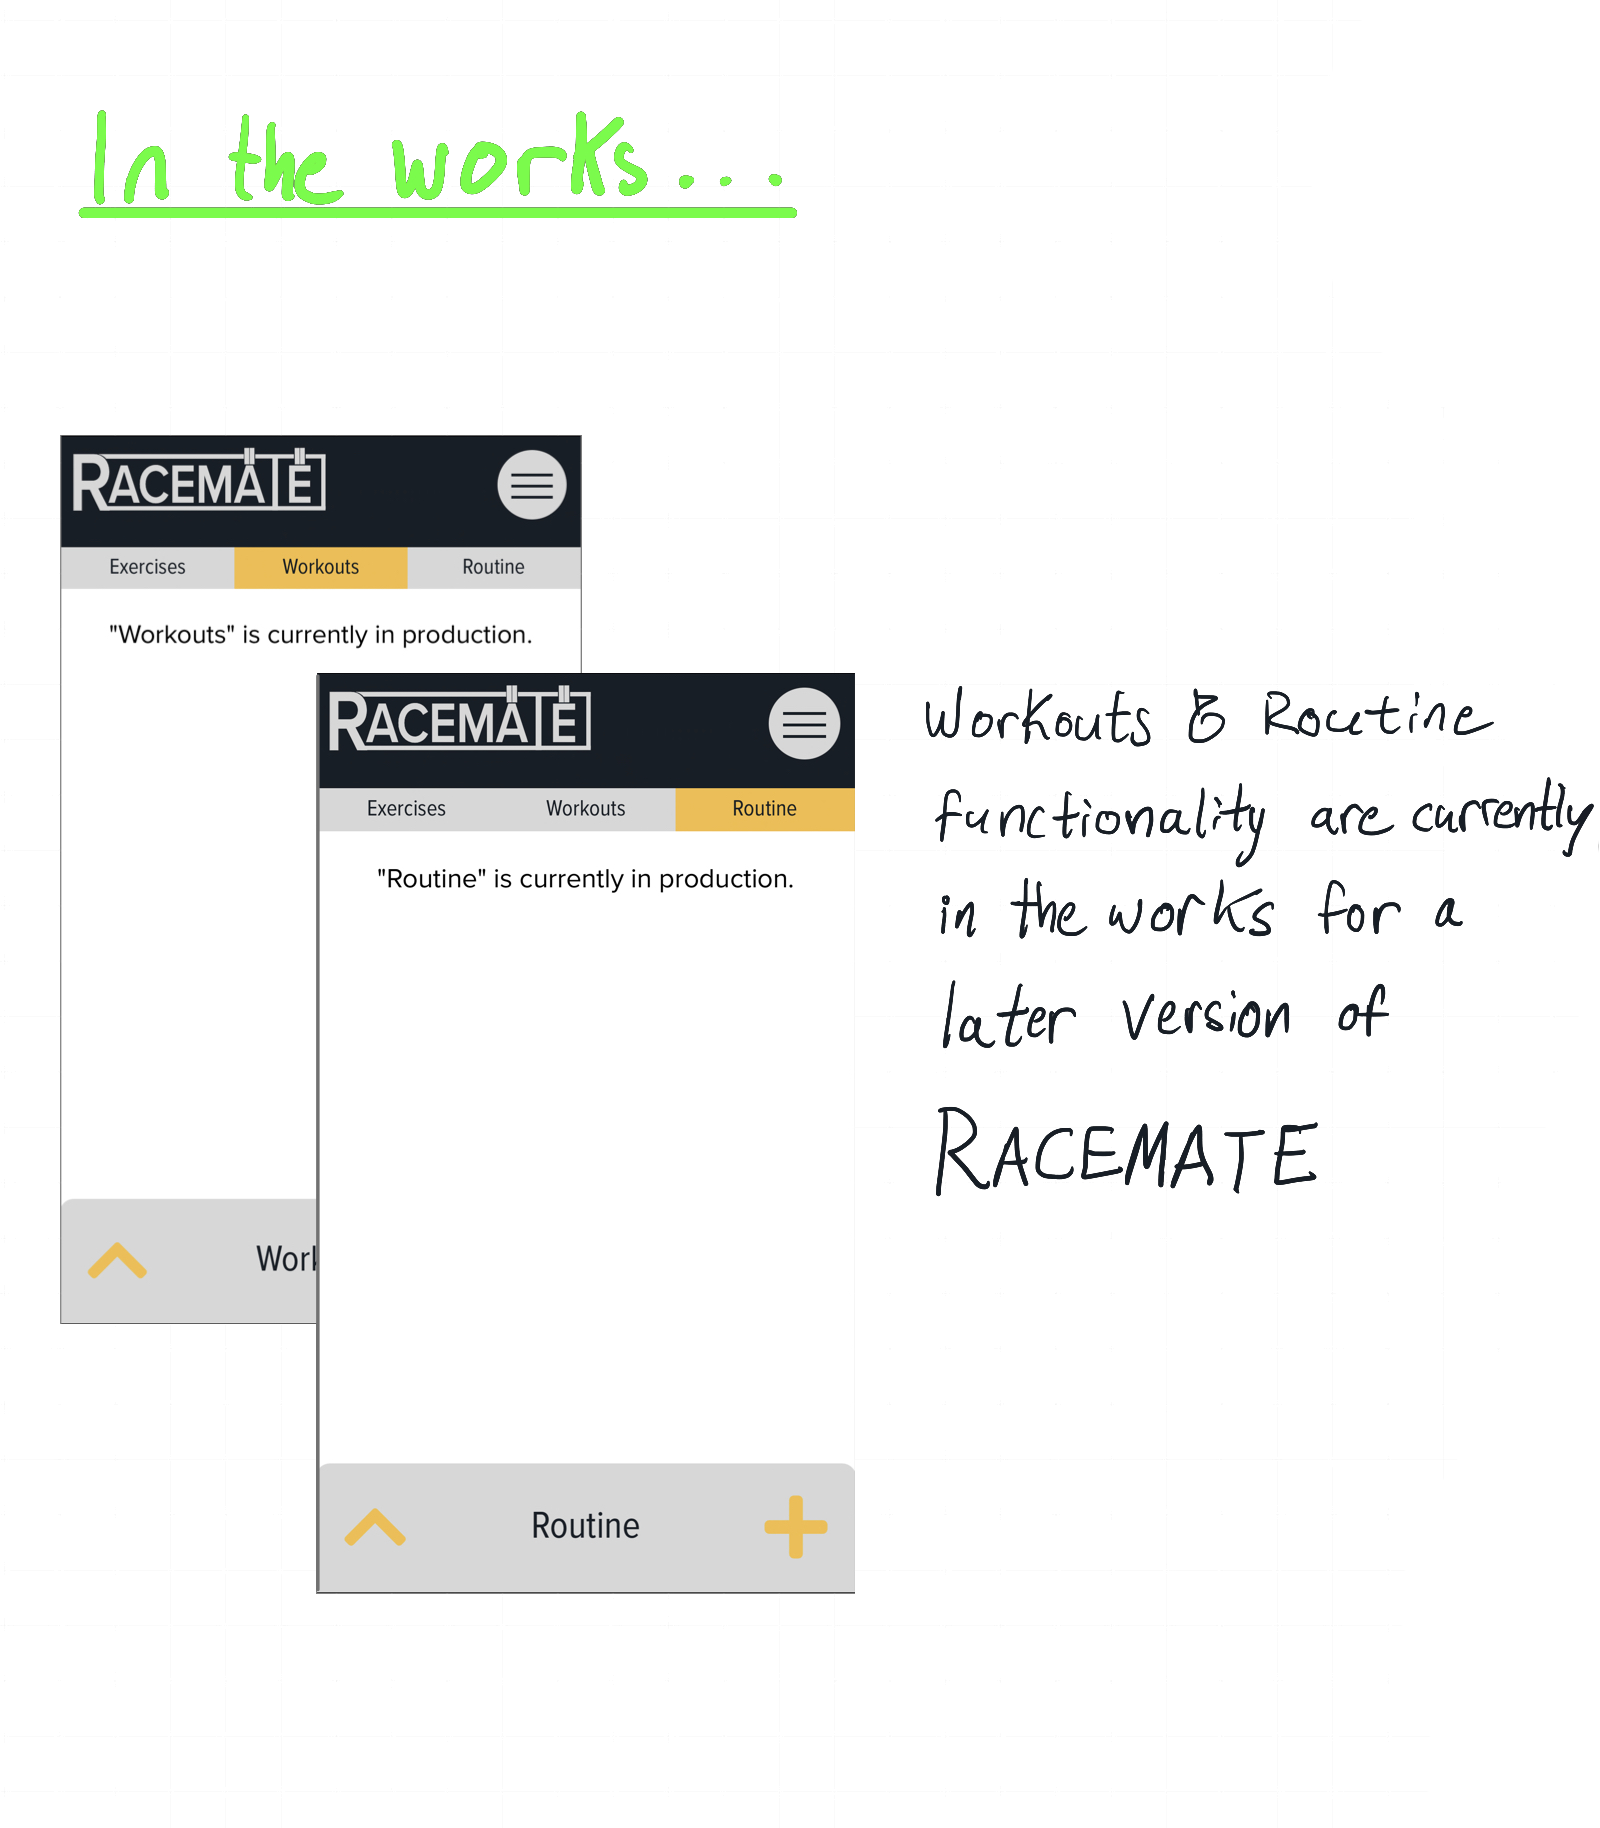 In the works...
RACEMATE
Exercises Workouts Routine
"Workouts" is currently in production.
Work
RACEMATE
Exercises Workouts Routine
"Routine" is currently in production.
Routine
Workouts & Routine
functionality are currently
in the works for a
later version of
RACEMATE